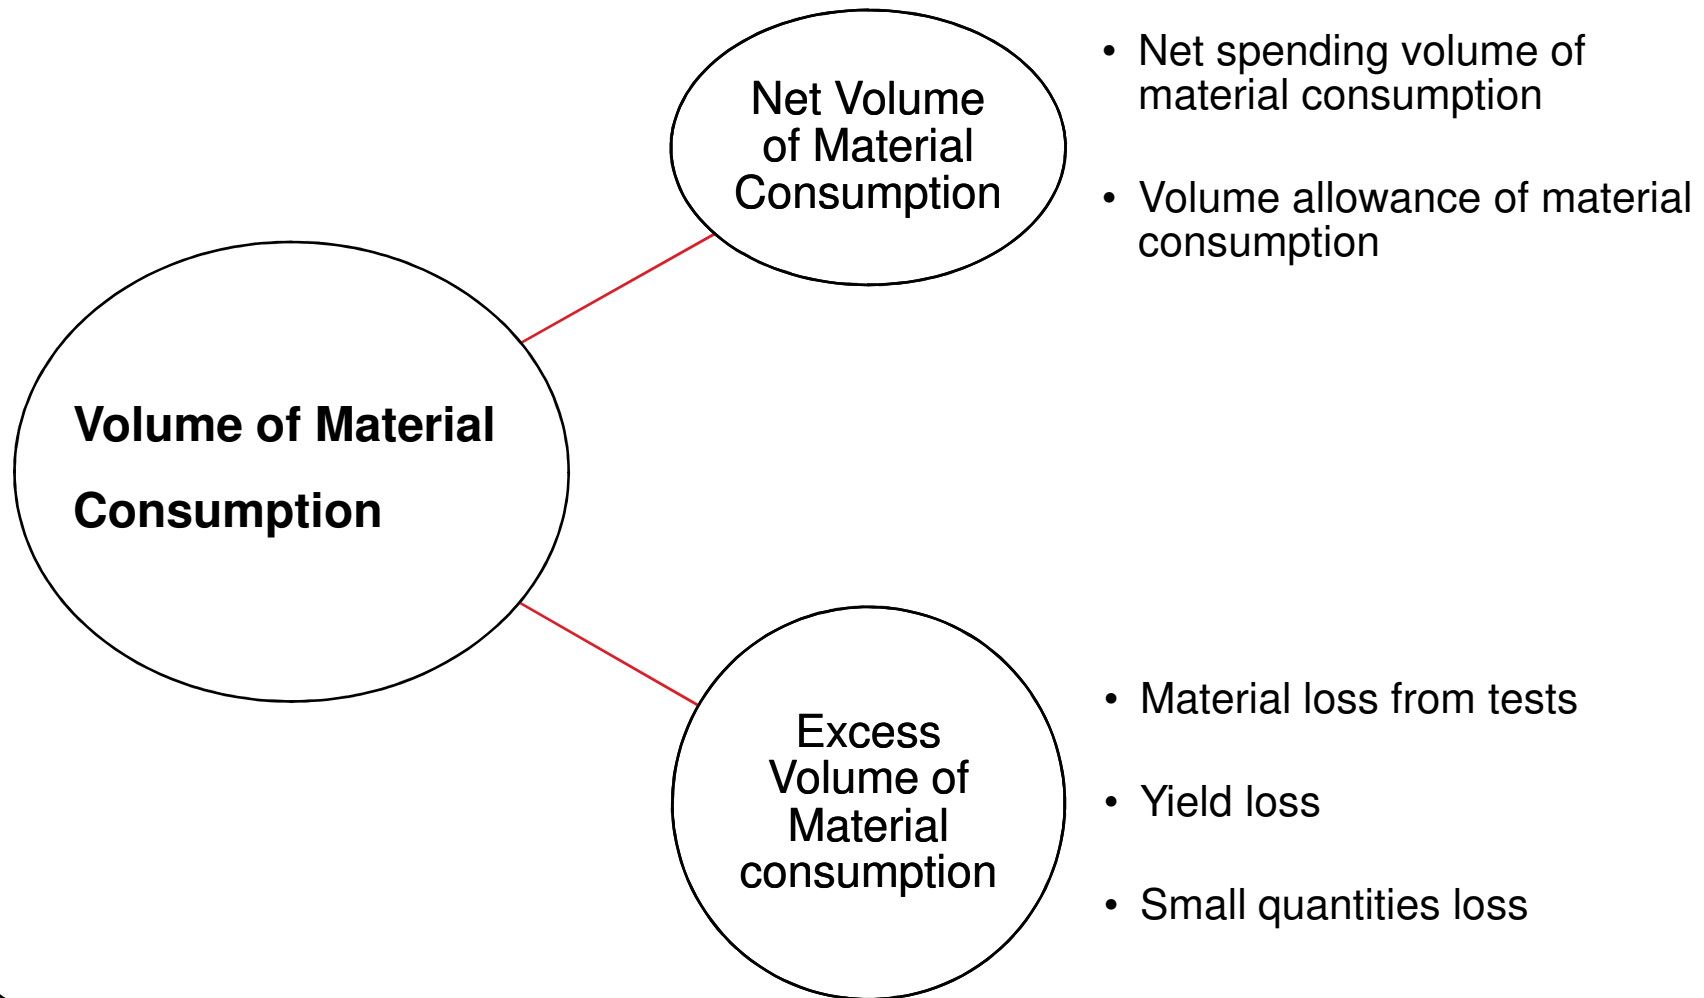 Net Volume
of Material
Consumption
• Net spending volume of
material consumption
• Volume allowance of material
consumption
Volume of Material
Consumption
Excess
Volume of
Material
consumption
• Material loss from tests
• Yield loss
• Small quantities loss